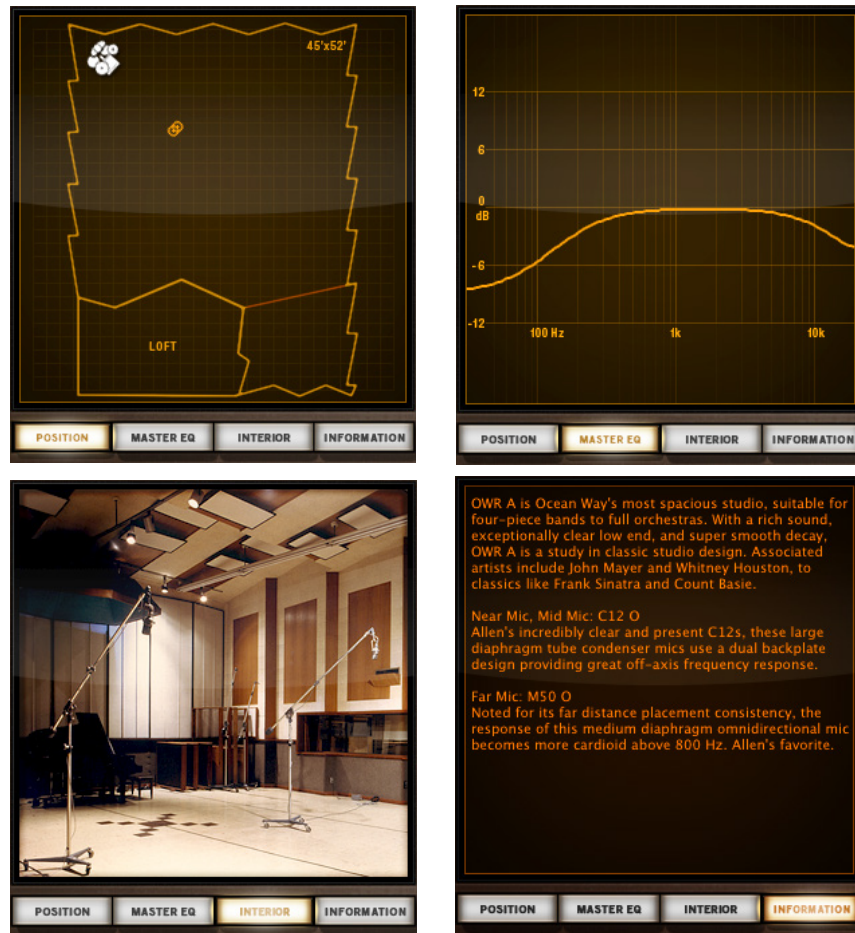 45'x52'
LOFT
POSITION
MASTER EQ
INTERIOR
INFORMATION
12
6
0
dB
-6
-12
100 Hz
1k
10k
POSITION
MASTER EQ
INTERIOR
INFORMATION
POSITION
MASTER EQ
INTERIOR
INFORMATION
OWR A is Ocean Way's most spacious studio, suitable for
four-piece bands to full orchestras. With a rich sound,
exceptionally clear low end, and super smooth decay,
OWR A is a study in classic studio design. Associated
artists include John Mayer and Whitney Houston, to
classics like Frank Sinatra and Count Basie.
Near Mic, Mid Mic: C12 O
Allen's incredibly clear and present C12s, these large
diaphragm tube condenser mics use a dual backplate
design providing great off-axis frequency response.
Far Mic: M50 O
Noted for its far distance placement consistency, the
response of this medium diaphragm omnidirectional mic
becomes more cardioid above 800 Hz. Allen's favorite.
POSITION
MASTER EQ
INTERIOR
INFORMATION